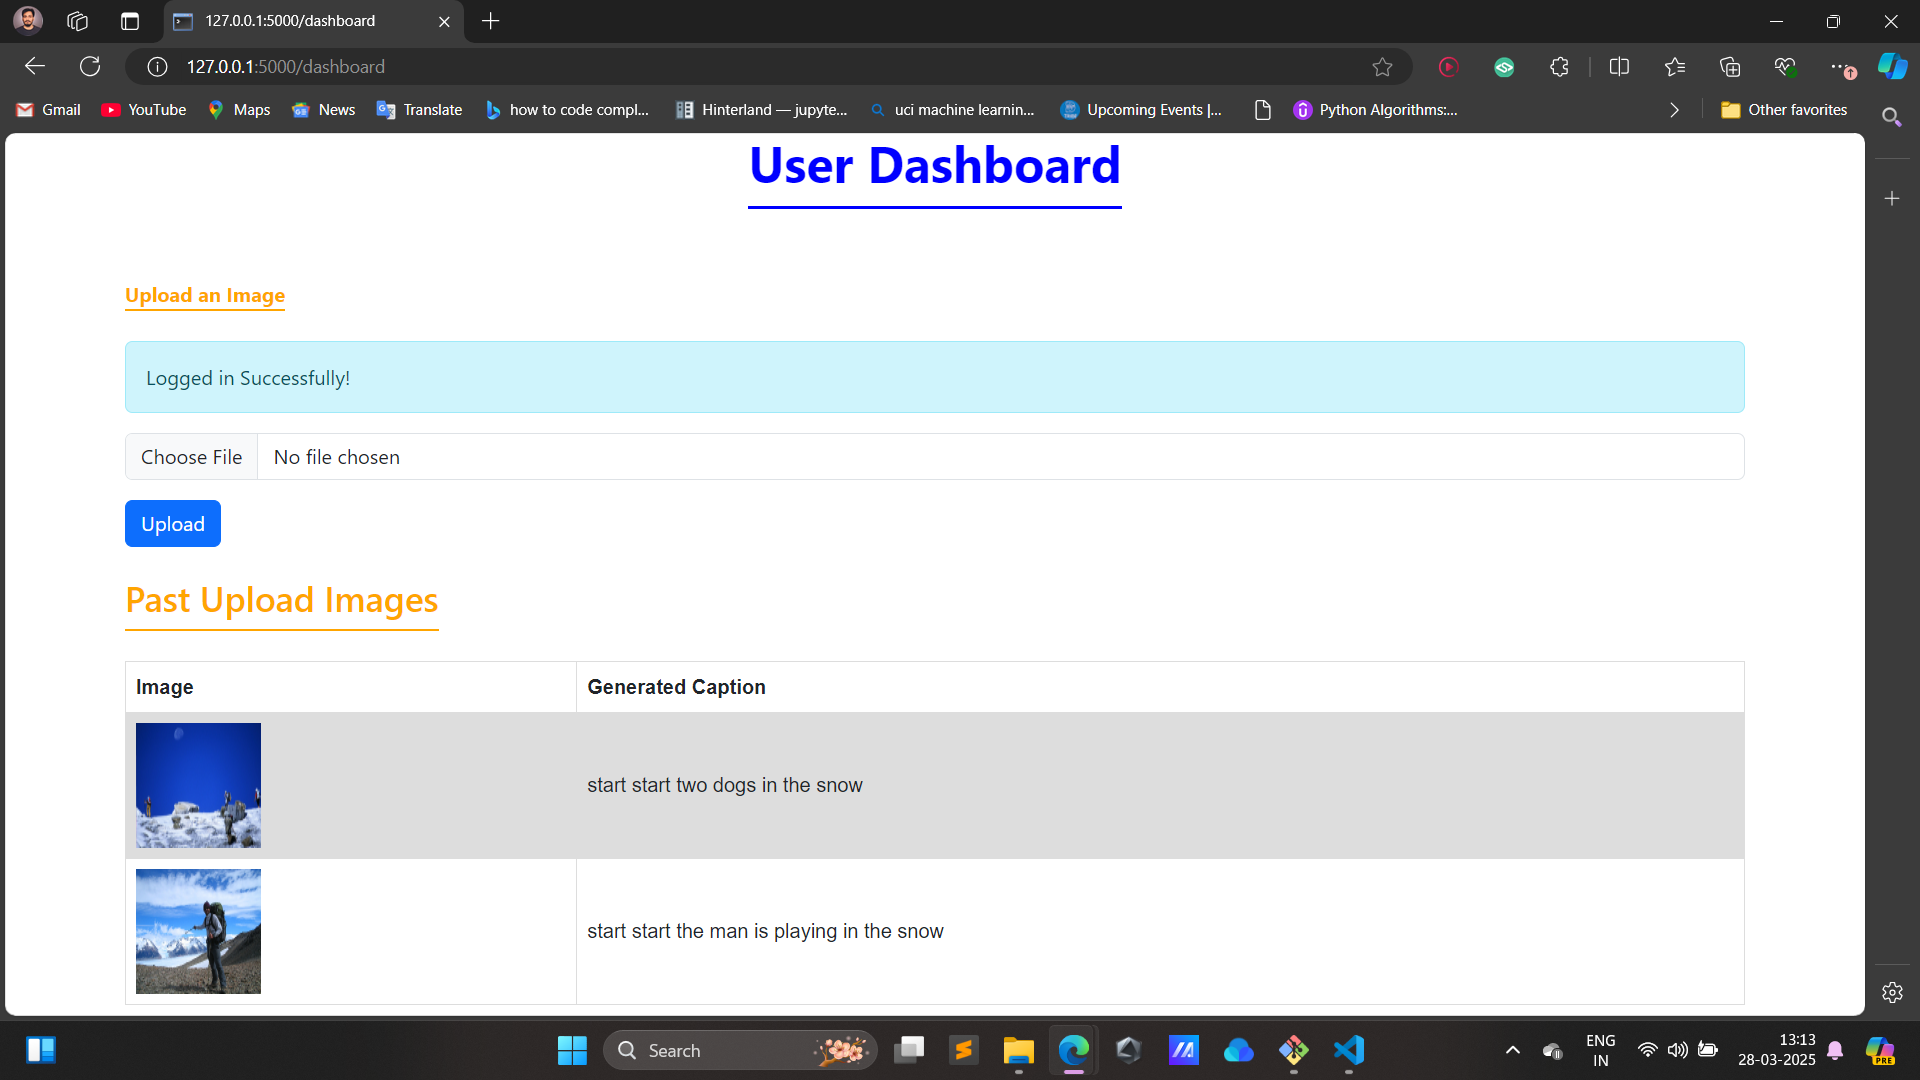 127.0.0.1:5000/dashboard
127.0.0.1:5000/dashboard
Gmail YouTube Maps News Translate how to code compl... Hinterland — jupyte... uci machine learnin... Upcoming Events |... Python Algorithms:... Other favorites
User Dashboard
Upload an Image
Logged in Successfully!
Choose File No file chosen
Upload
Past Upload Images
Image Generated Caption
start start two dogs in the snow
start start the man is playing in the snow
Search
ENG
IN
13:13
28-03-2025
PRE